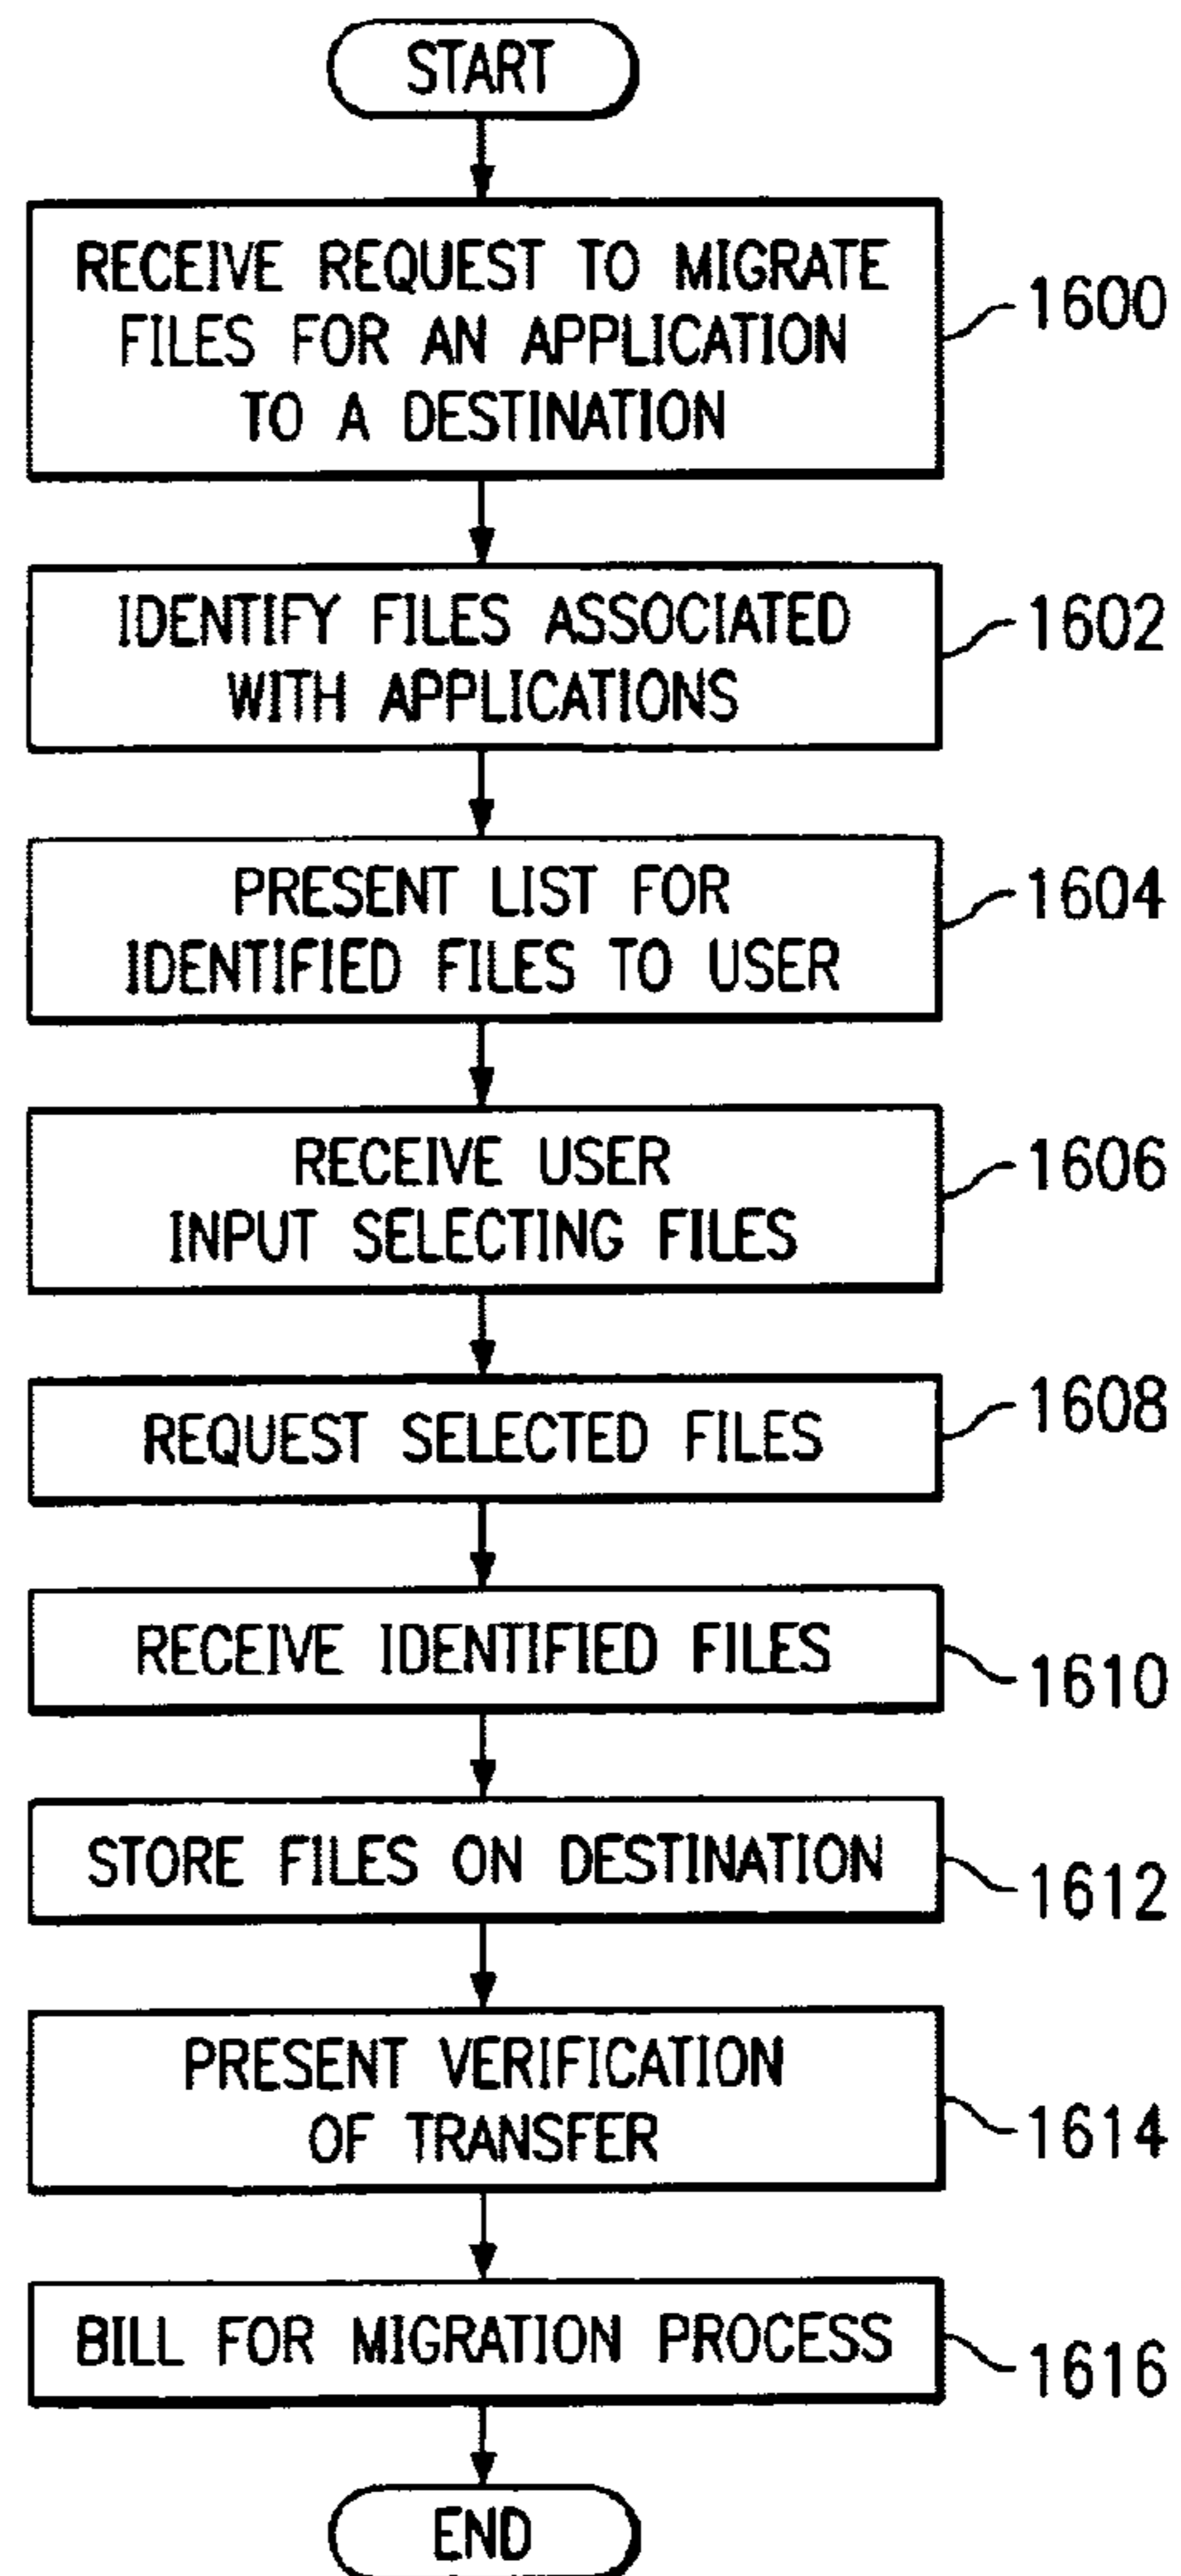 START
RECEIVE REQUEST TO MIGRATE
FILES FOR AN APPLICATION
TO A DESTINATION
1600
IDENTIFY FILES ASSOCIATED
WITH APPLICATIONS
1602
PRESENT LIST FOR
IDENTIFIED FILES TO USER
1604
RECEIVE USER
INPUT SELECTING FILES
1606
REQUEST SELECTED FILES
1608
RECEIVE IDENTIFIED FILES
1610
STORE FILES ON DESTINATION
1612
PRESENT VERIFICATION
OF TRANSFER
1614
BILL FOR MIGRATION PROCESS
1616
END